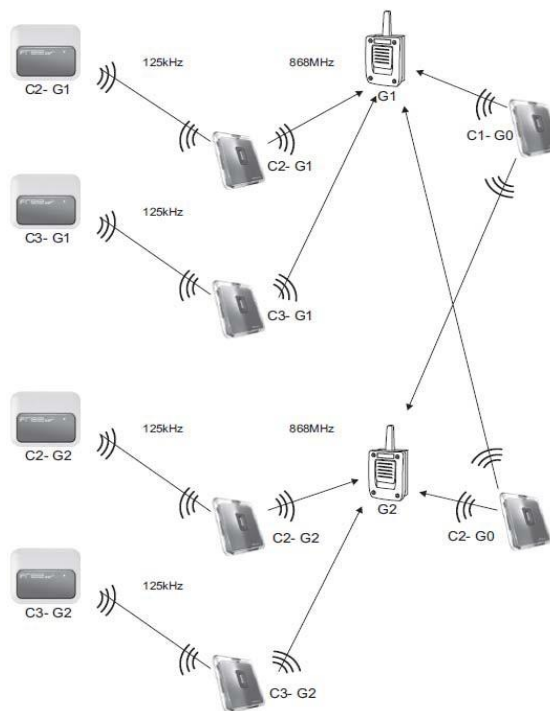 125kHz
868MHz
C2- G1
G1
C1- G0
C2- G1
125kHz
C3- G1
C3- G1
125kHz
868MHz
C2- G2
G2
C2- G2
C2- G0
125kHz
C3- G2
C3- G2